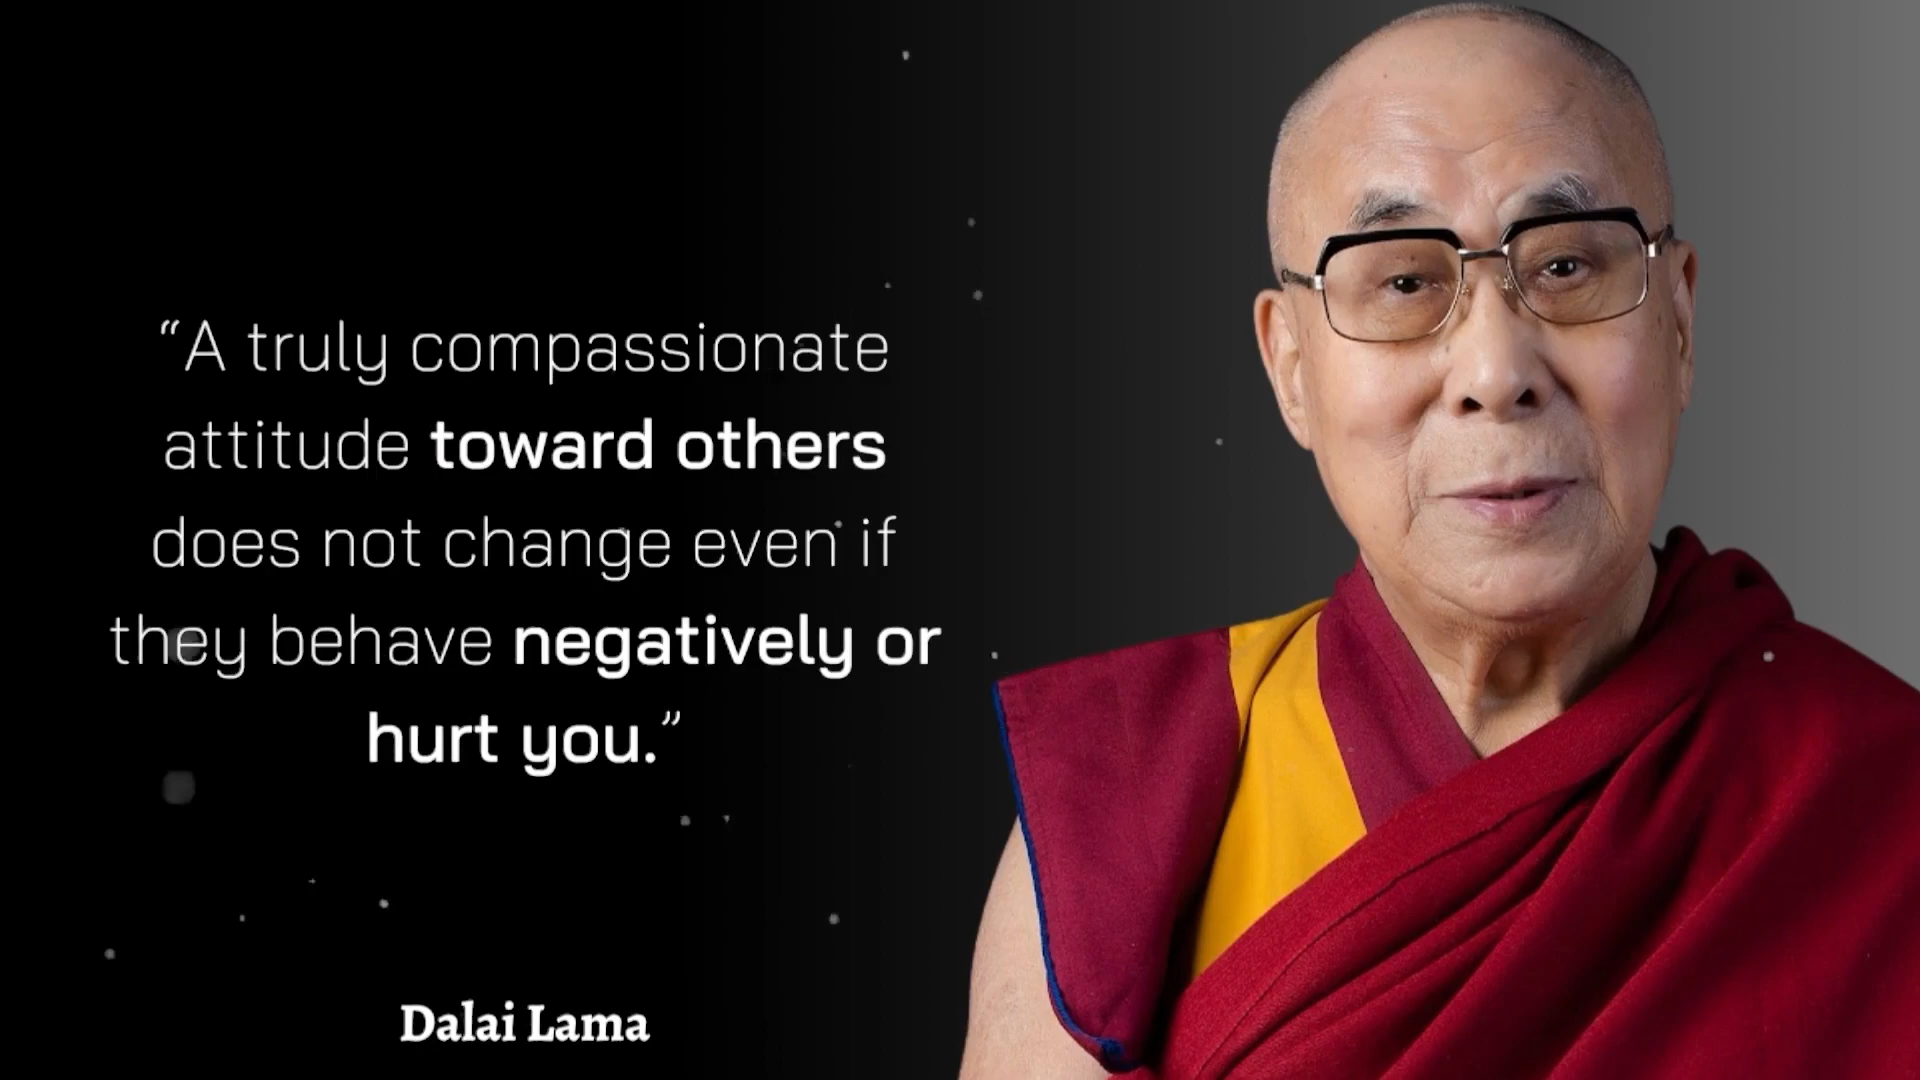 “A truly compassionate
attitude toward others
does not change even if
they behave negatively or
hurt you.”
Dalai Lama